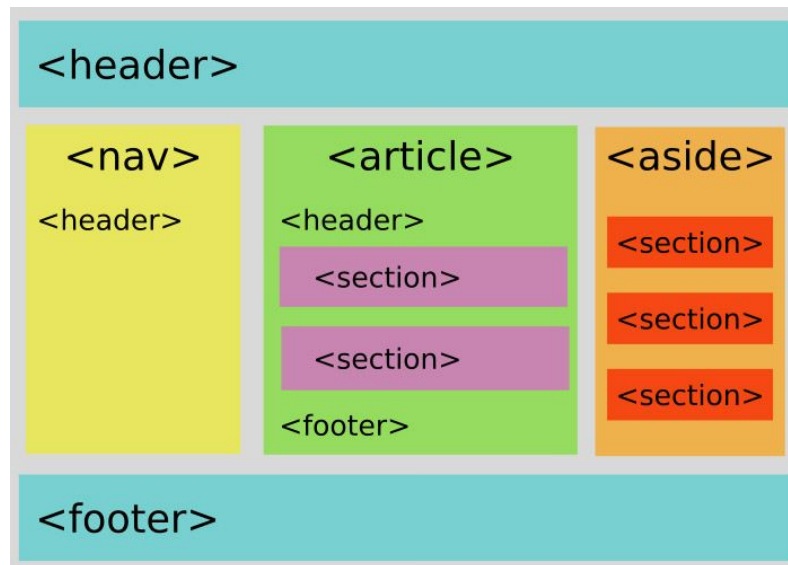 <header>
<nav>
<header>
<article>
<header>
<section>
<section>
<footer>
<aside>
<section>
<section>
<section>
<footer>